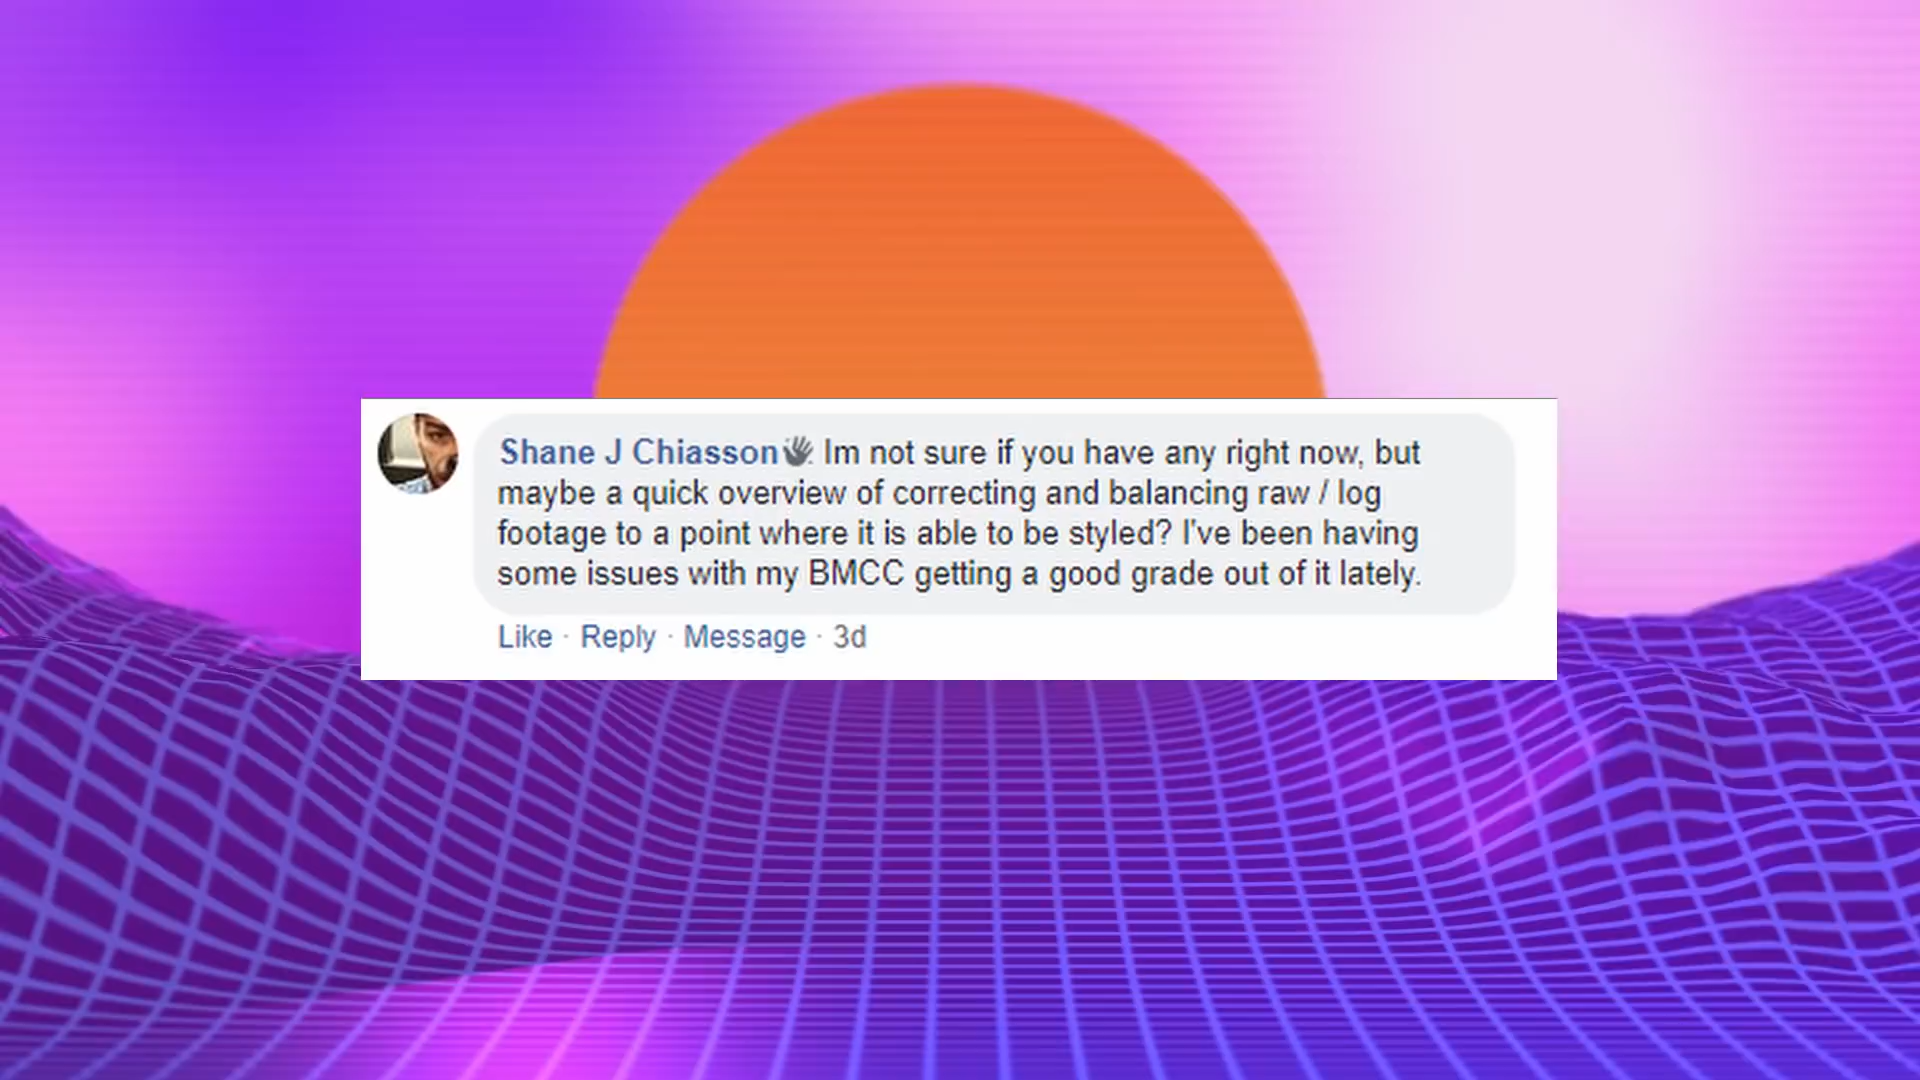 Shane J Chiasson👋 Im not sure if you have any right now, but
maybe a quick overview of correcting and balancing raw / log
footage to a point where it is able to be styled? I've been having
some issues with my BMCC getting a good grade out of it lately.
Like · Reply · Message · 3d